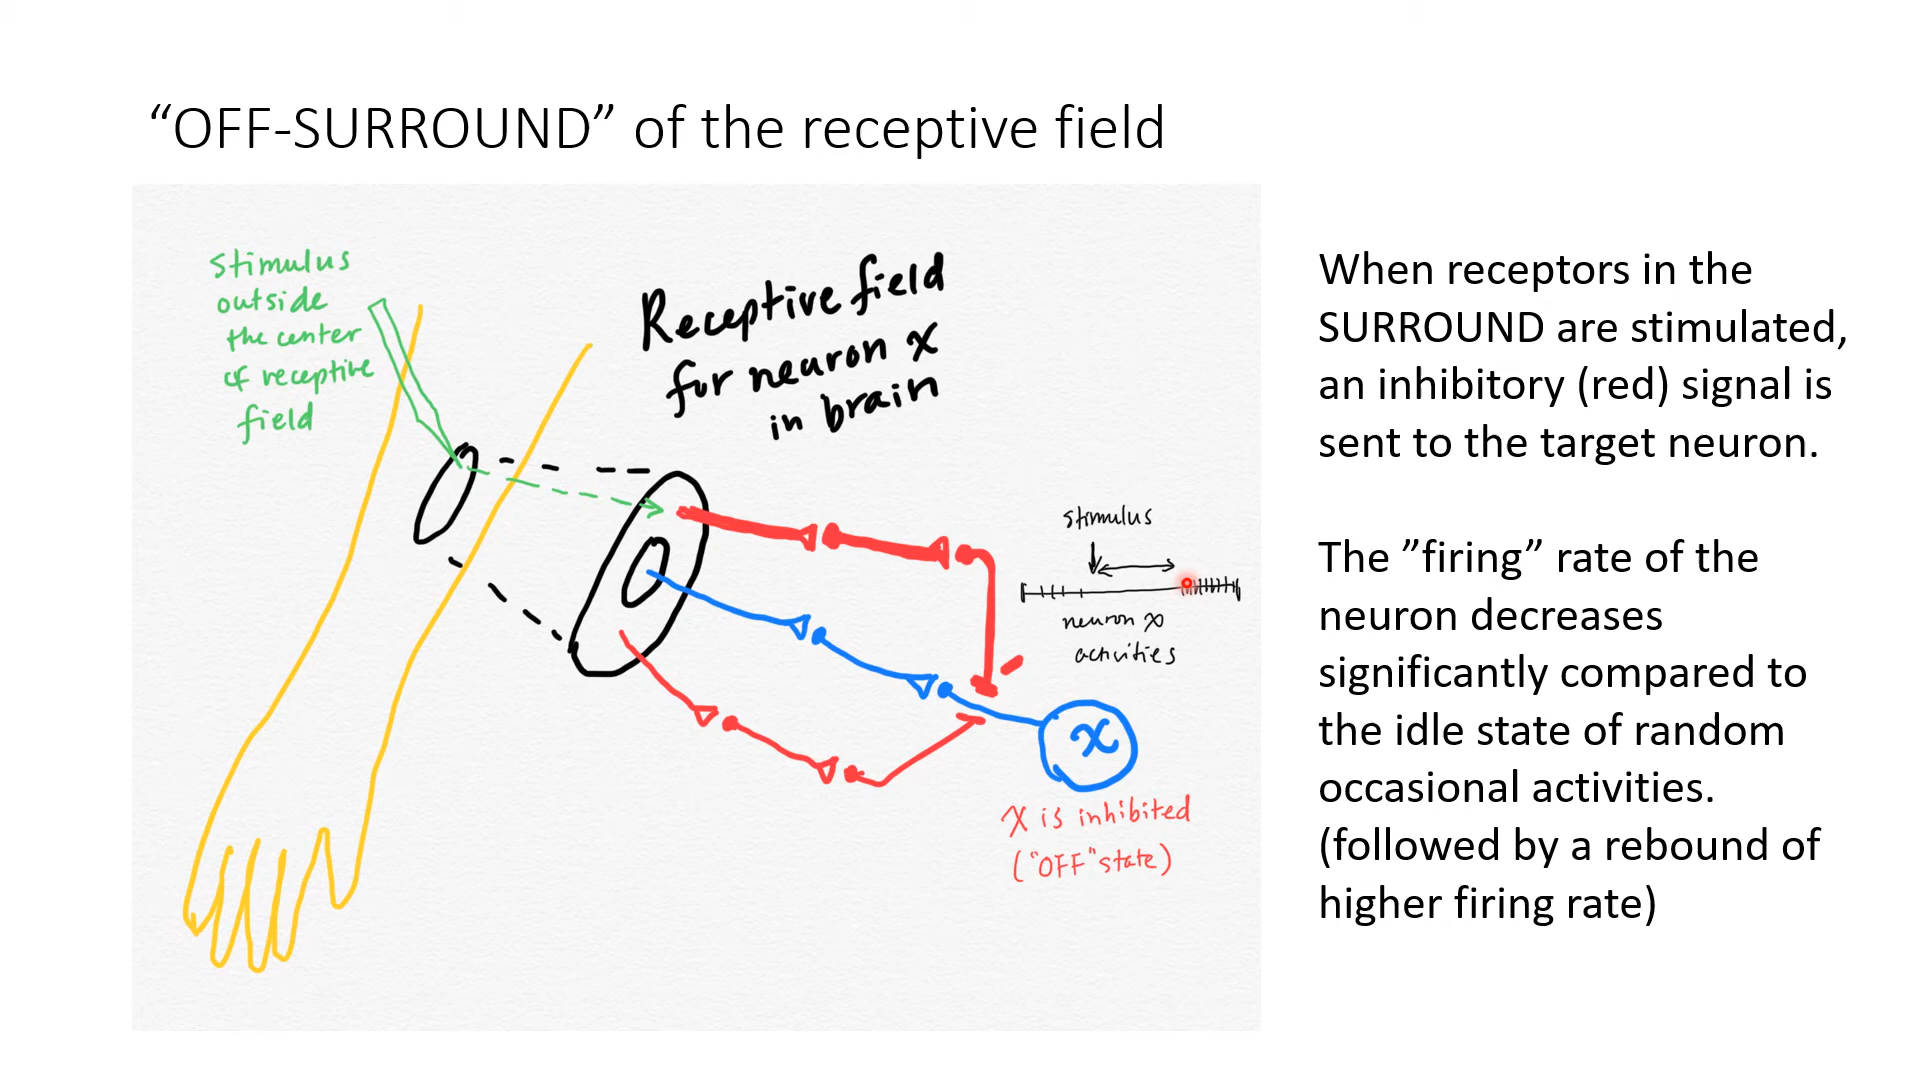 “OFF-SURROUND” of the receptive field
stimulus
outside
the center
of receptive
field
Receptive field
for neuron x
in brain
stimulus
neuron x
activities
x
X is inhibited
("OFF" state)
When receptors in the
SURROUND are stimulated,
an inhibitory (red) signal is
sent to the target neuron.
The ”firing” rate of the
neuron decreases
significantly compared to
the idle state of random
occasional activities.
(followed by a rebound of
higher firing rate)